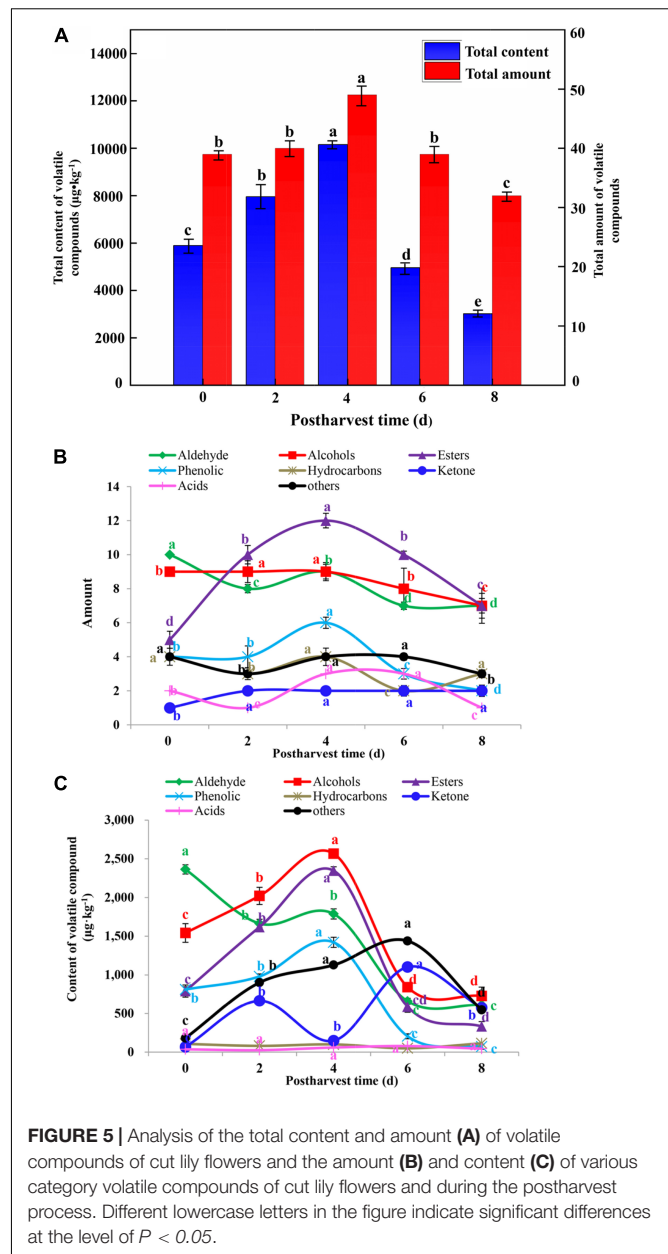 A
14000
12000
10000
8000
6000
4000
2000
0
60
50
40
30
20
10
0
Total content of volatile
compounds (µg•kg⁻¹)
Total amount of volatile
compounds
Total content
Total amount
c b b b a a d b e c
0 2 4 6 8
Postharvest time (d)
B
Aldehyde Alcohols Esters
Phenolic Hydrocarbons Ketone
Acids others
14
12
10
8
6
4
2
0
Amount
0 2 4 6 8
Postharvest time (d)
C
Aldehyde Alcohols Esters
Phenolic Hydrocarbons Ketone
Acids others
3,000
2,500
2,000
1,500
1,000
500
0
Content of volatile compound
(µg·kg⁻¹)
0 2 4 6 8
Postharvest time (d)
FIGURE 5 | Analysis of the total content and amount (A) of volatile
compounds of cut lily flowers and the amount (B) and content (C) of various
category volatile compounds of cut lily flowers and during the postharvest
process. Different lowercase letters in the figure indicate significant differences
at the level of P < 0.05.